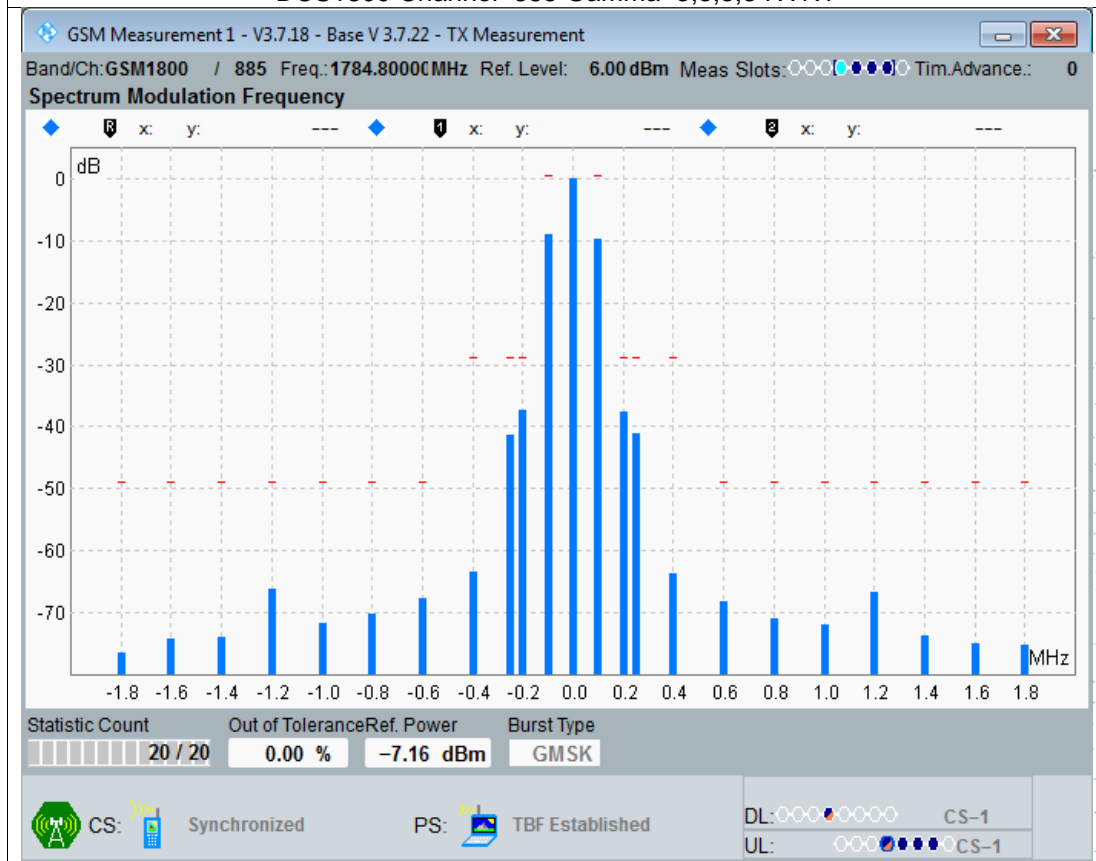 GSM Measurement 1 - V3.7.18 - Base V 3.7.22 - TX Measurement
Band/Ch:GSM1800 / 885 Freq.:1784.80000MHz Ref. Level: 6.00 dBm Meas Slots: Tim.Advance.: 0
Spectrum Modulation Frequency
R x: y: --- 1 x: y: --- 2 x: y: ---
dB
0
-10
-20
-30
-40
-50
-60
-70
MHz
-1.8 -1.6 -1.4 -1.2 -1.0 -0.8 -0.6 -0.4 -0.2 0.0 0.2 0.4 0.6 0.8 1.0 1.2 1.4 1.6 1.8
Statistic Count Out of Tolerance Ref. Power Burst Type
20 / 20 0.00 % −7.16 dBm GMSK
CS: Synchronized PS: TBF Established
DL: CS–1
UL: CS–1